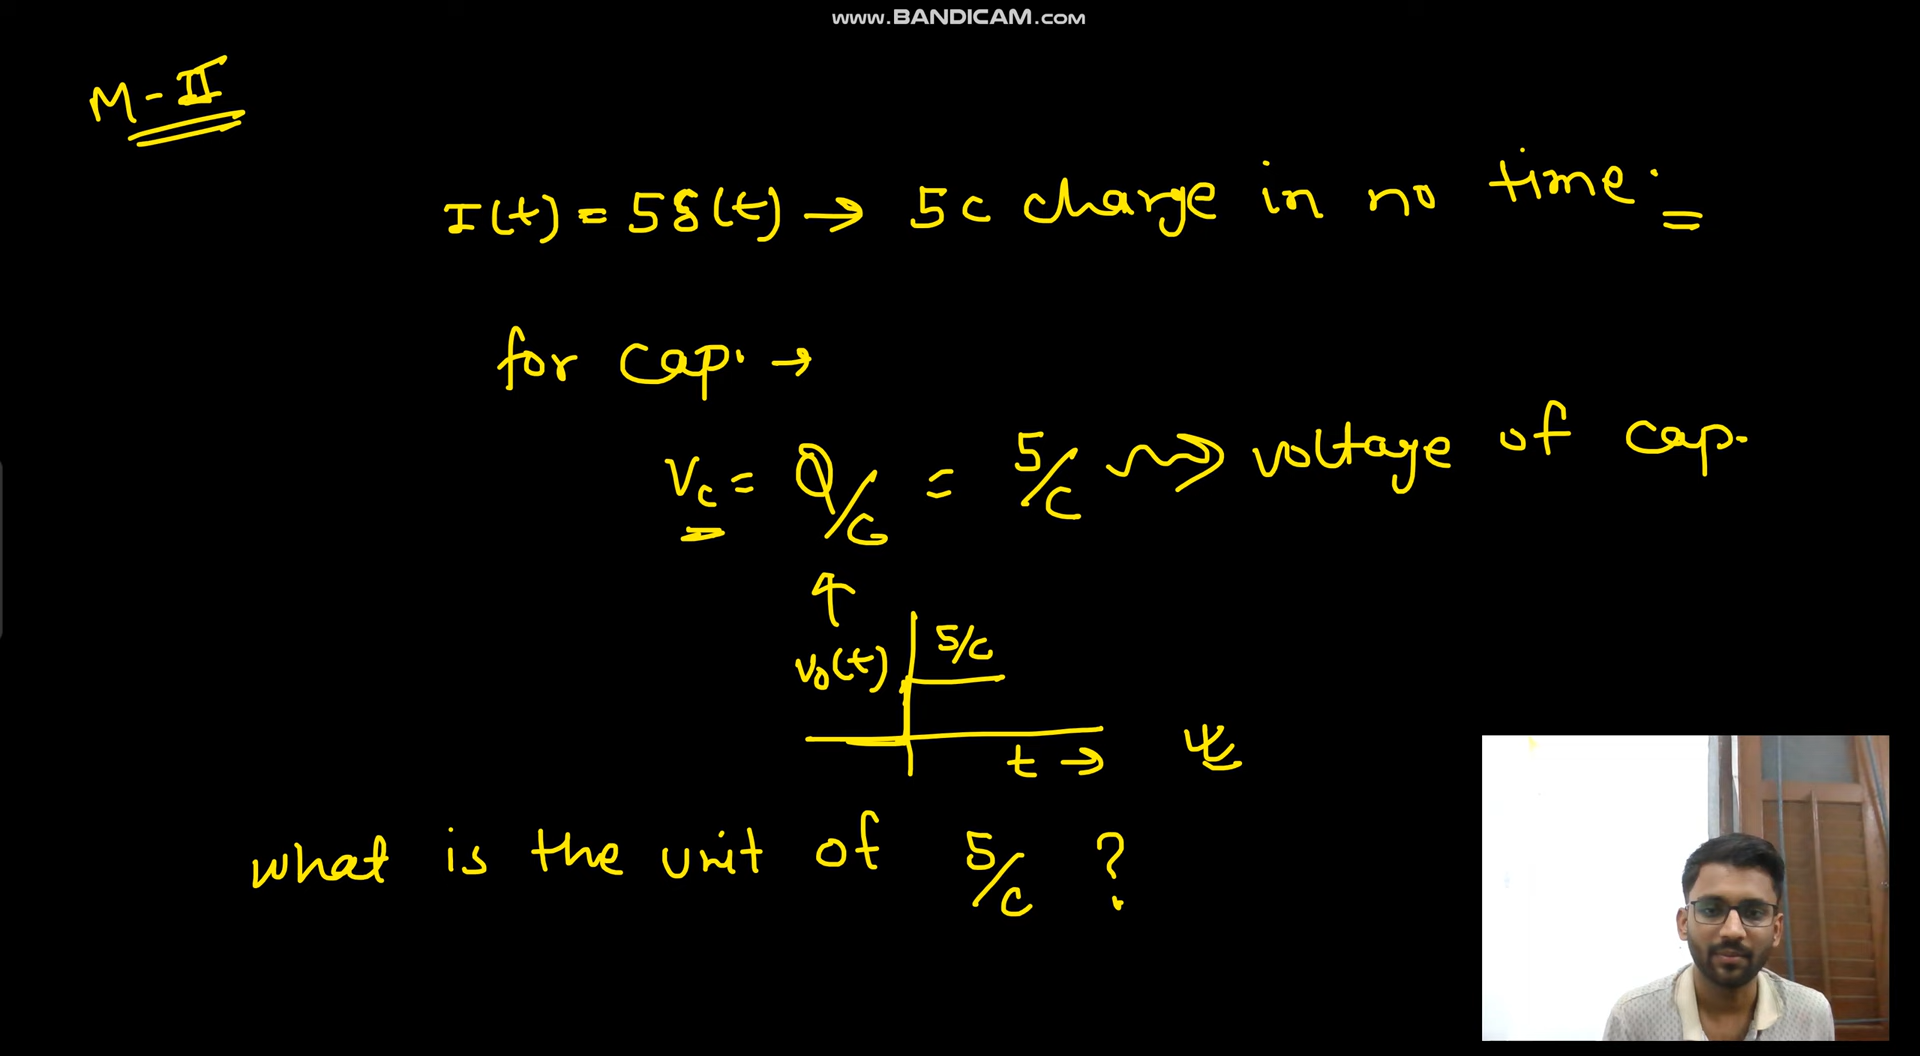 www.BANDICAM.com
M-II
I(t) = 5δ(t) → 5c charge in no time.
for cap. →
Vc = Q/C = 5/C voltage of cap.
↑
Vo(t) 5/C
t →
what is the unit of 5/C ?